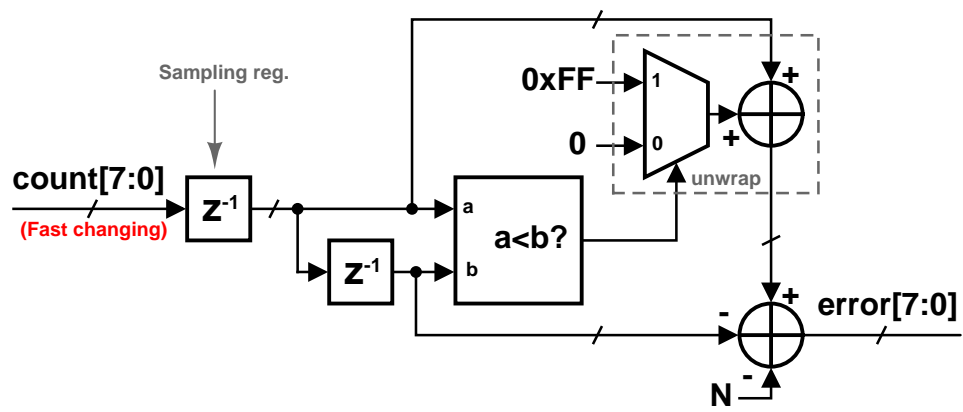 Sampling reg.
count[7:0]
(Fast changing)
z-1
z-1
a
b
a<b?
0xFF
0
1
0
unwrap
+
+
+
-
-
N
error[7:0]